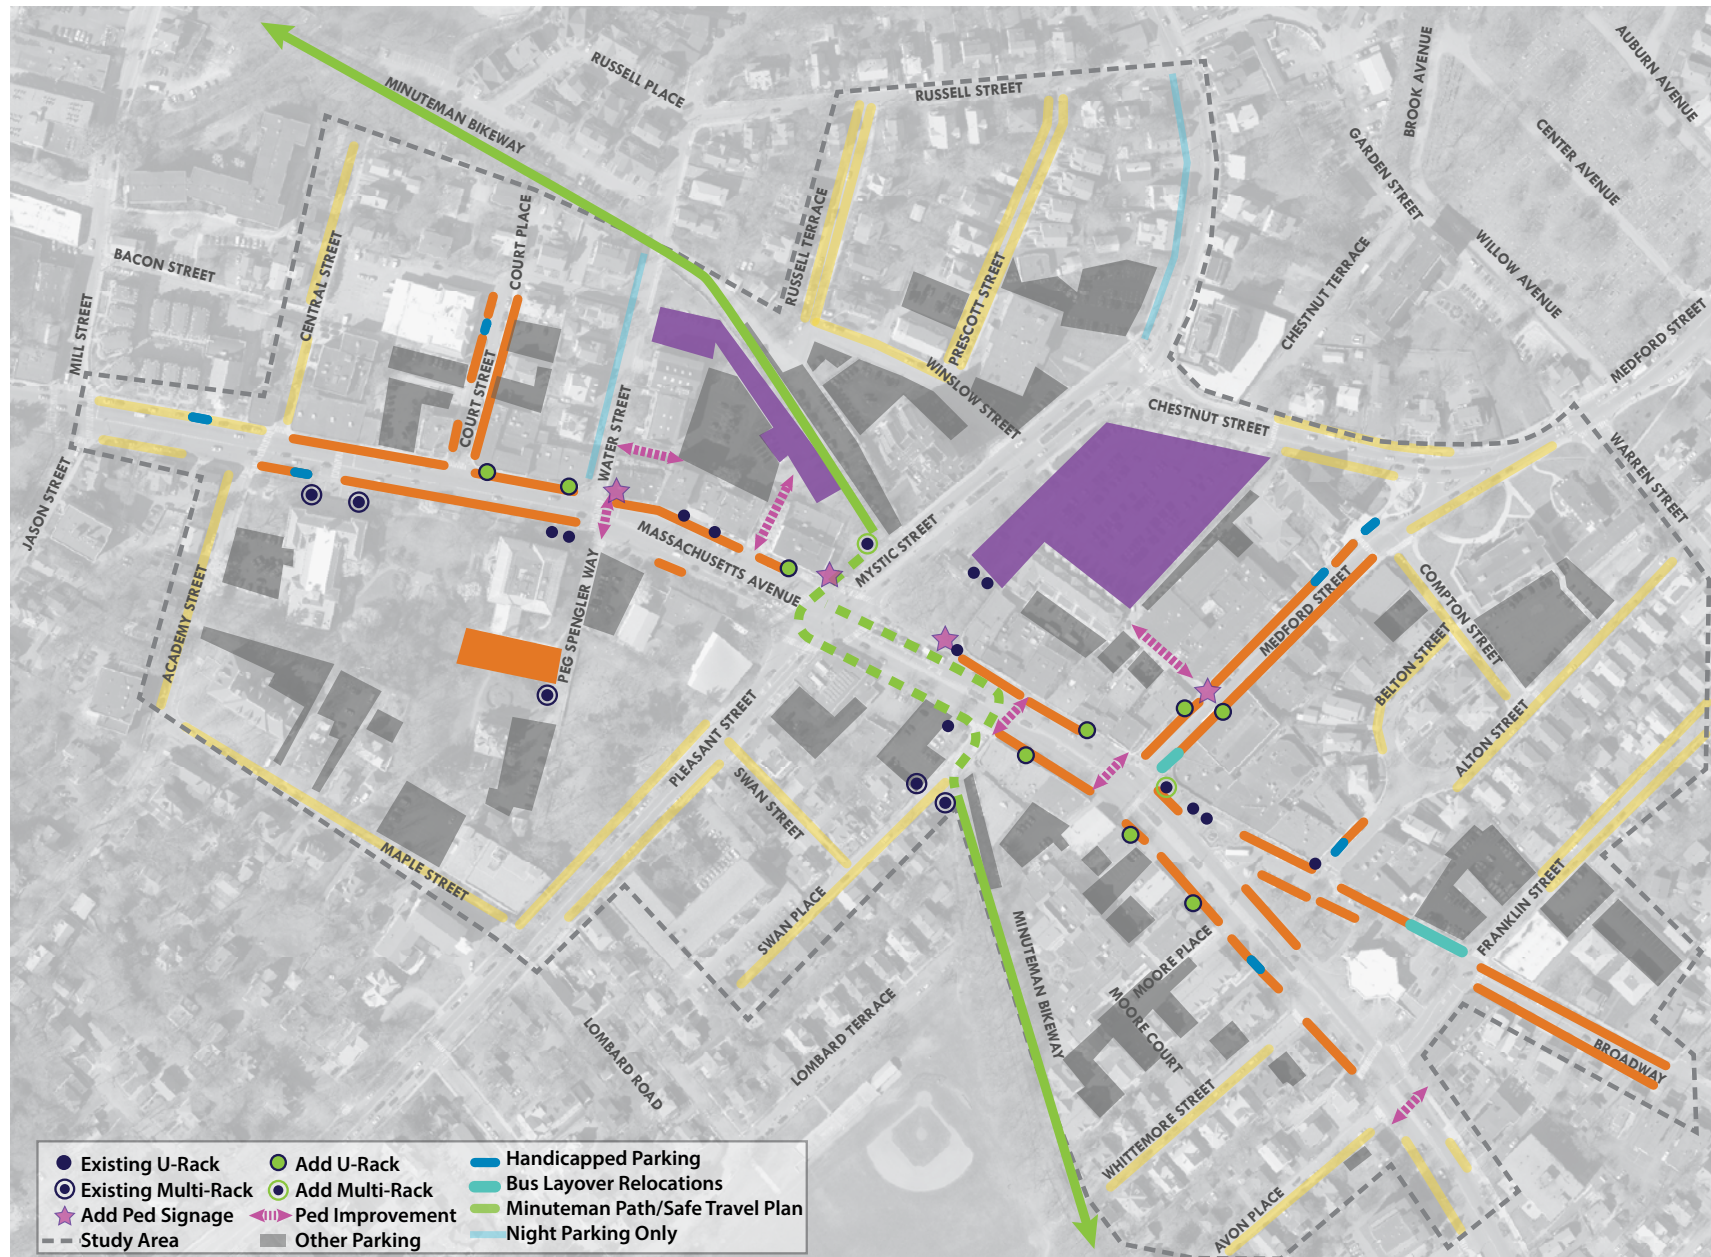 RUSSELL PLACE
MINUTEMAN BIKEWAY
RUSSELL STREET
BROOK AVENUE
AUBURN AVENUE
CENTER AVENUE
GARDEN STREET
WILLOW AVENUE
CHESTNUT TERRACE
MEDFORD STREET
BACON STREET
MILL STREET
CENTRAL STREET
COURT PLACE
COURT STREET
RUSSELL TERRACE
PRESCOTT STREET
WINSLOW STREET
WATER STREET
CHESTNUT STREET
WARREN STREET
JASON STREET
ACADEMY STREET
MASSACHUSETTS AVENUE
MYSTIC STREET
PEG SPENGLER WAY
MEDFORD STREET
COMPTON STREET
BELTON STREET
ALTON STREET
PLEASANT STREET
SWAN STREET
MAPLE STREET
SWAN PLACE
FRANKLIN STREET
MINUTEMAN BIKEWAY
MOORE PLACE
MOORE COURT
LOMBARD TERRACE
LOMBARD ROAD
BROADWAY
WHITTEMORE STREET
AVON PLACE
Existing U-Rack
Existing Multi-Rack
Add Ped Signage
Study Area
Add U-Rack
Add Multi-Rack
Ped Improvement
Other Parking
Handicapped Parking
Bus Layover Relocations
Minuteman Path/Safe Travel Plan
Night Parking Only